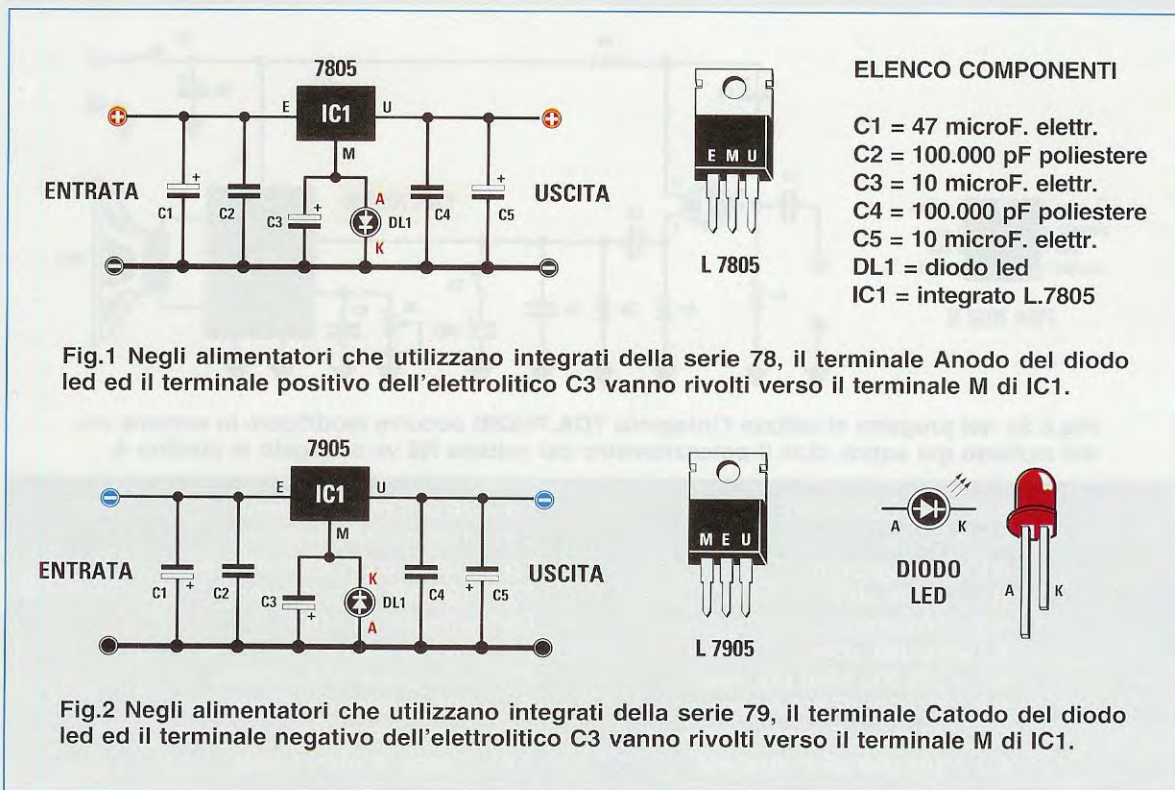 7805
E IC1 U
M
ENTRATA
USCITA
+
C1
C2
C3
+
A
DL1
K
C4
+
C5
E M U
L 7805
ELENCO COMPONENTI
C1 = 47 microF. elettr.
C2 = 100.000 pF poliestere
C3 = 10 microF. elettr.
C4 = 100.000 pF poliestere
C5 = 10 microF. elettr.
DL1 = diodo led
IC1 = integrato L.7805
Fig.1 Negli alimentatori che utilizzano integrati della serie 78, il terminale Anodo del diodo
led ed il terminale positivo dell'elettrolitico C3 vanno rivolti verso il terminale M di IC1.
7905
E IC1 U
M
ENTRATA
USCITA
C1
+
C2
C3
+
K
DL1
A
C4
+
C5
M E U
L 7905
A K
DIODO
LED
A K
Fig.2 Negli alimentatori che utilizzano integrati della serie 79, il terminale Catodo del diodo
led ed il terminale negativo dell'elettrolitico C3 vanno rivolti verso il terminale M di IC1.